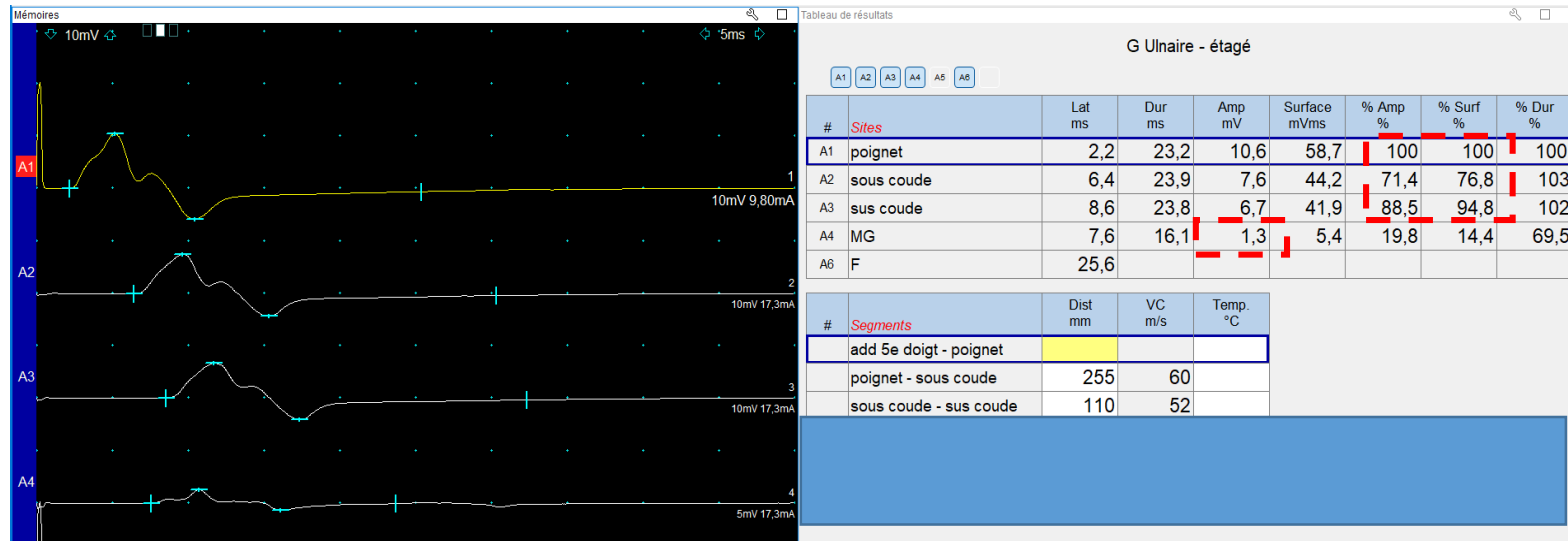 Mémoires
10mV
5ms
A1
1
10mV 9,80mA
A2
2
10mV 17,3mA
A3
3
10mV 17,3mA
A4
4
5mV 17,3mA
Tableau de résultats
G Ulnaire - étagé
A1 A2 A3 A4 A5 A6
# Sites Lat ms Dur ms Amp mV Surface mVms % Amp % % Surf % % Dur %
A1 poignet 2,2 23,2 10,6 58,7 100 100 100
A2 sous coude 6,4 23,9 7,6 44,2 71,4 76,8 103
A3 sus coude 8,6 23,8 6,7 41,9 88,5 94,8 102
A4 MG 7,6 16,1 1,3 5,4 19,8 14,4 69,5
A6 F 25,6
# Segments Dist mm VC m/s Temp. °C
add 5e doigt - poignet
poignet - sous coude 255 60
sous coude - sus coude 110 52